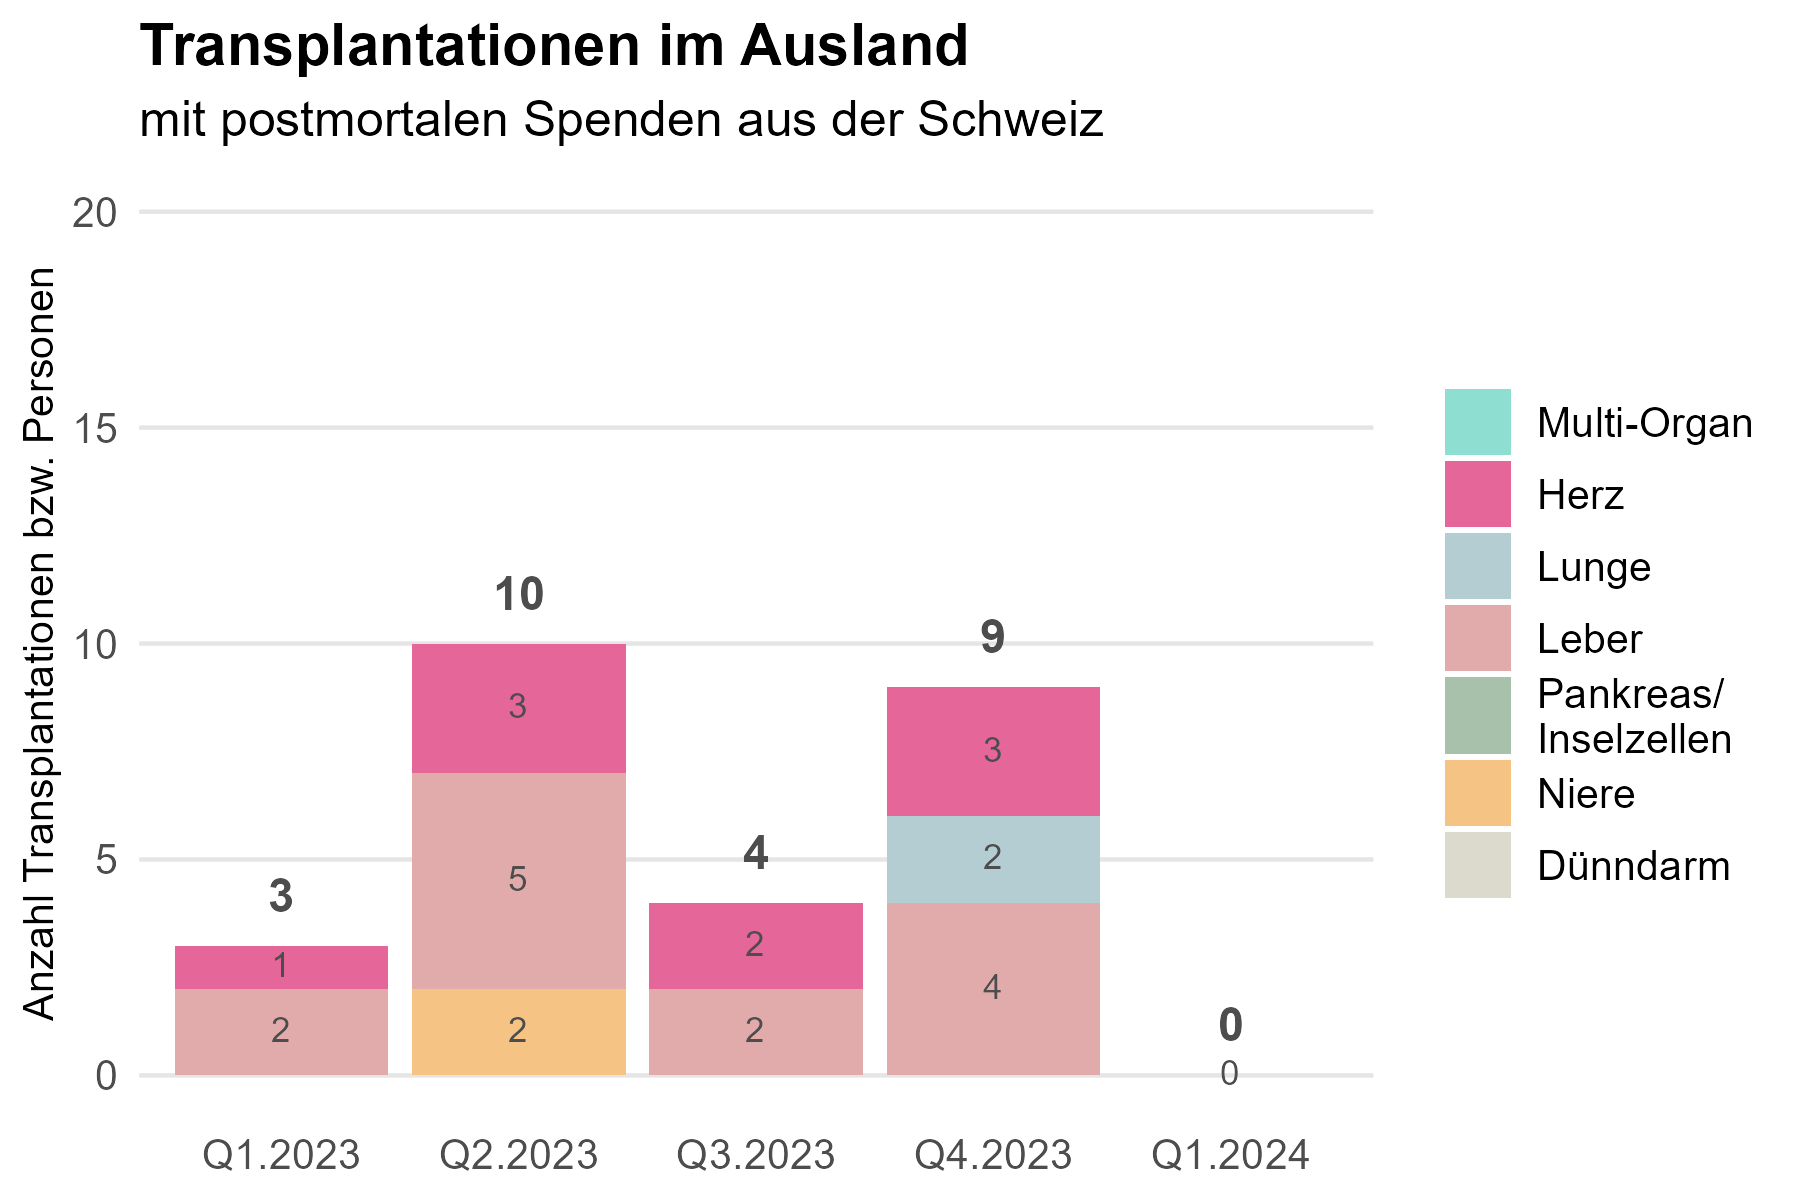 Transplantationen im Ausland
mit postmortalen Spenden aus der Schweiz
Anzahl Transplantationen bzw. Personen
20
15
10
5
0
3
1
2
10
3
5
2
4
2
2
9
3
2
4
0
0
Q1.2023
Q2.2023
Q3.2023
Q4.2023
Q1.2024
Multi-Organ
Herz
Lunge
Leber
Pankreas/
Inselzellen
Niere
Dünndarm